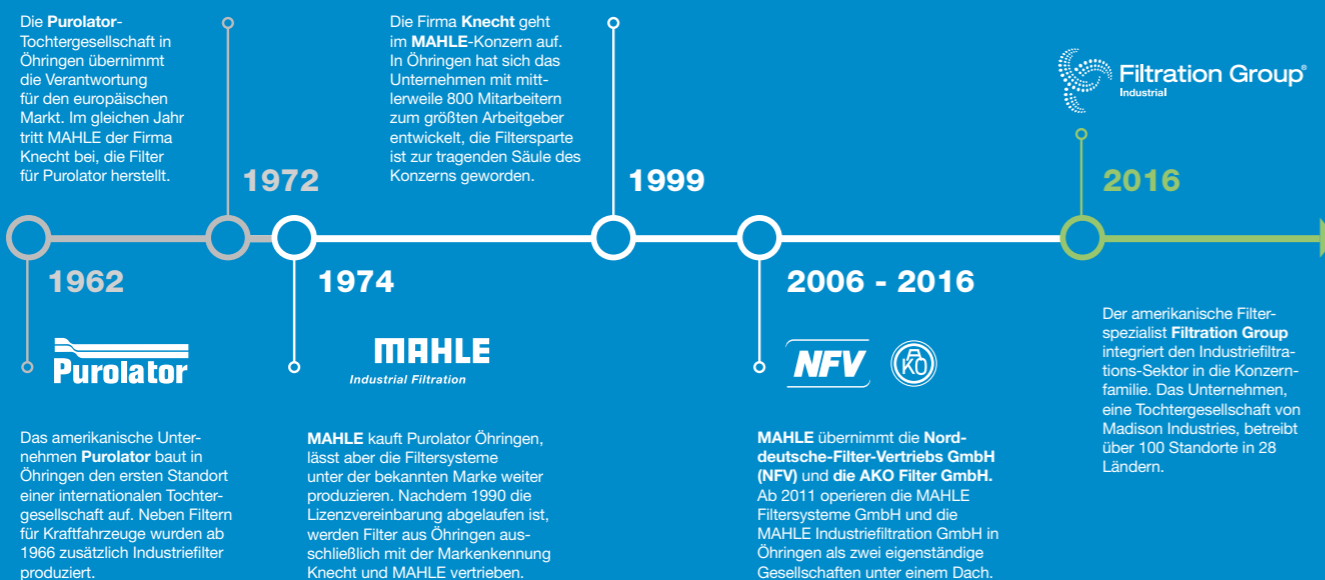 Die Purolator-
Tochtergesellschaft in
Öhringen übernimmt
die Verantwortung
für den europäischen
Markt. Im gleichen Jahr
tritt MAHLE der Firma
Knecht bei, die Filter
für Purolator herstellt.
1972
Die Firma Knecht geht
im MAHLE-Konzern auf.
In Öhringen hat sich das
Unternehmen mit mitt-
lerweile 800 Mitarbeitern
zum größten Arbeitgeber
entwickelt, die Filtersparte
ist zur tragenden Säule des
Konzerns geworden.
1999
Filtration Group®
Industrial
2016
1962
Purolator
Das amerikanische Unter-
nehmen Purolator baut in
Öhringen den ersten Standort
einer internationalen Tochter-
gesellschaft auf. Neben Filtern
für Kraftfahrzeuge wurden ab
1966 zusätzlich Industriefilter
produziert.
1974
MAHLE
Industrial Filtration
MAHLE kauft Purolator Öhringen,
lässt aber die Filtersysteme
unter der bekannten Marke weiter
produzieren. Nachdem 1990 die
Lizenzvereinbarung abgelaufen ist,
werden Filter aus Öhringen aus-
schließlich mit der Markenkennung
Knecht und MAHLE vertrieben.
2006 - 2016
NFV
AKO
MAHLE übernimmt die Nord-
deutsche-Filter-Vertriebs GmbH
(NFV) und die AKO Filter GmbH.
Ab 2011 operieren die MAHLE
Filtersysteme GmbH und die
MAHLE Industriefiltration GmbH in
Öhringen als zwei eigenständige
Gesellschaften unter einem Dach.
Der amerikanische Filter-
spezialist Filtration Group
integriert den Industriefiltra-
tions-Sektor in die Konzern-
familie. Das Unternehmen,
eine Tochtergesellschaft von
Madison Industries, betreibt
über 100 Standorte in 28
Ländern.